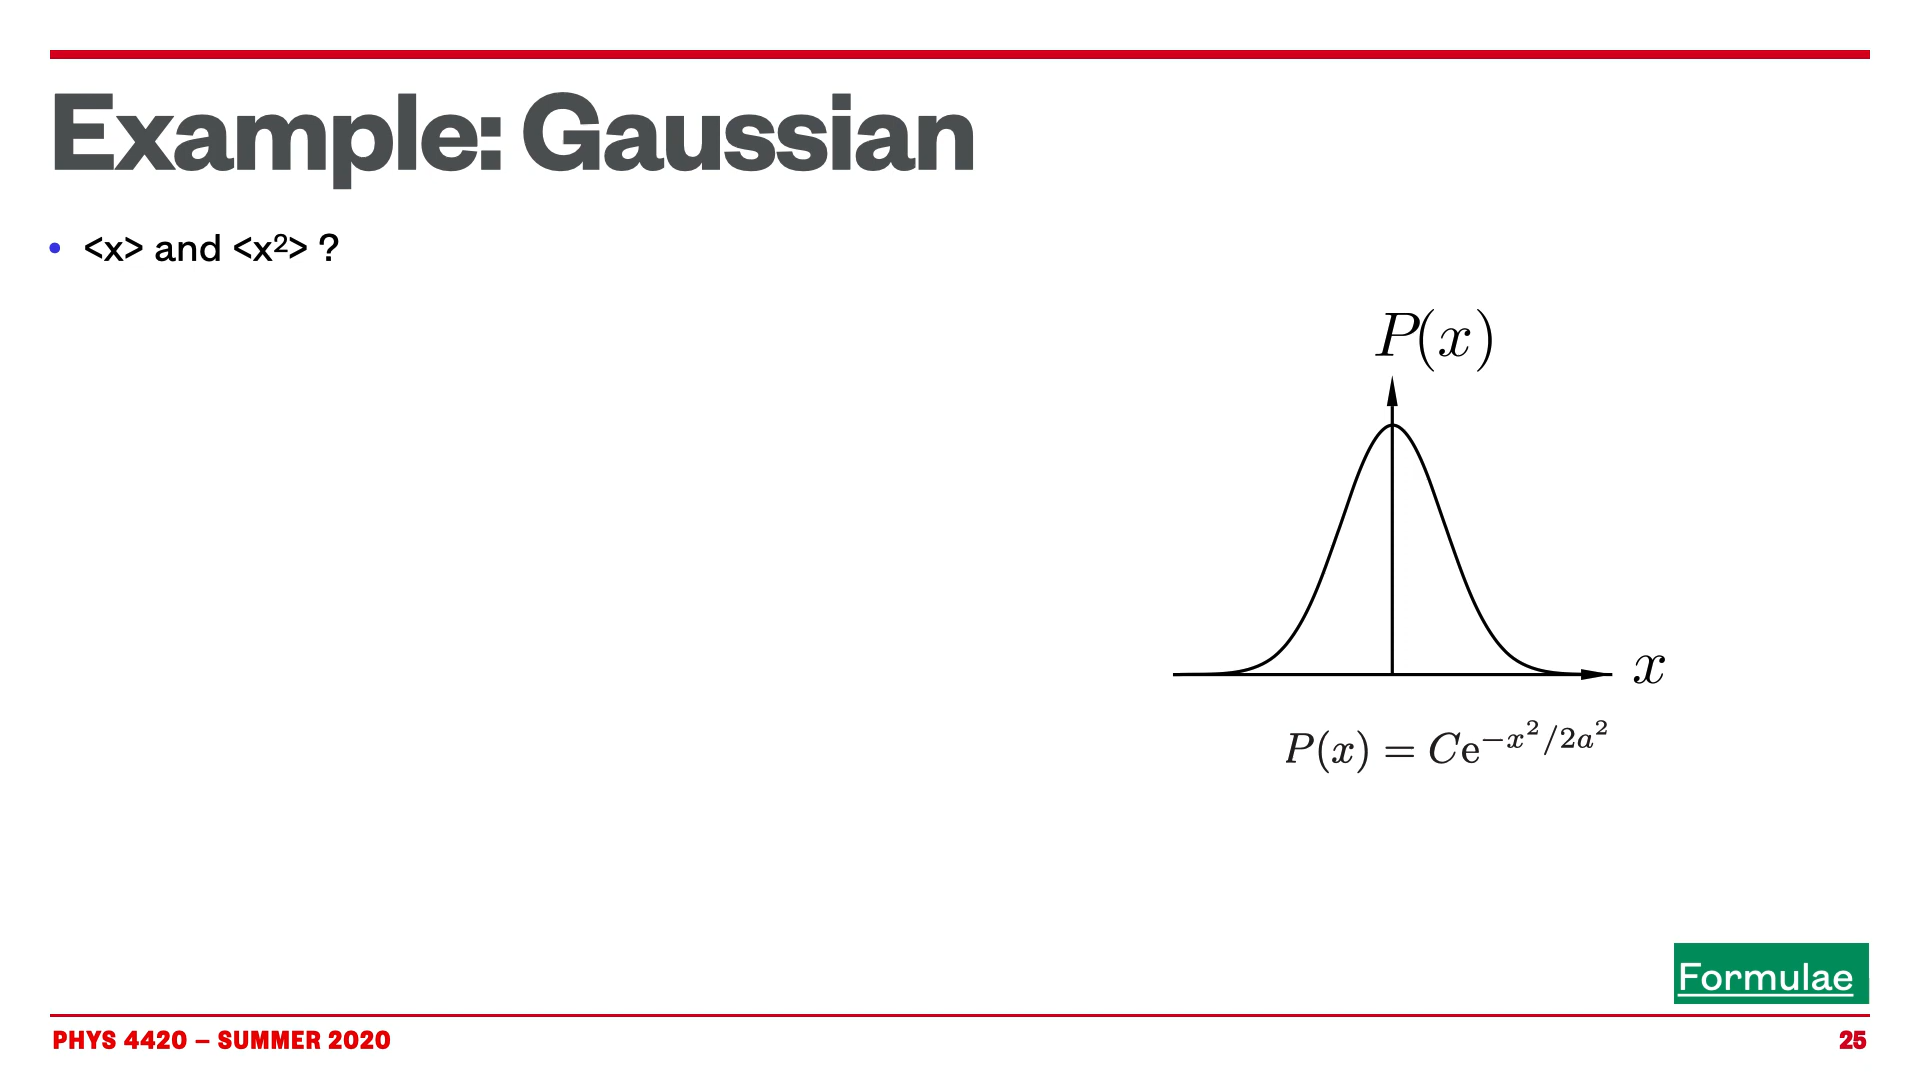 Example: Gaussian
• <x> and <x²> ?
P(x)
x
P(x) = Ce^{−x²/2a²}
Formulae
PHYS 4420 – SUMMER 2020
25